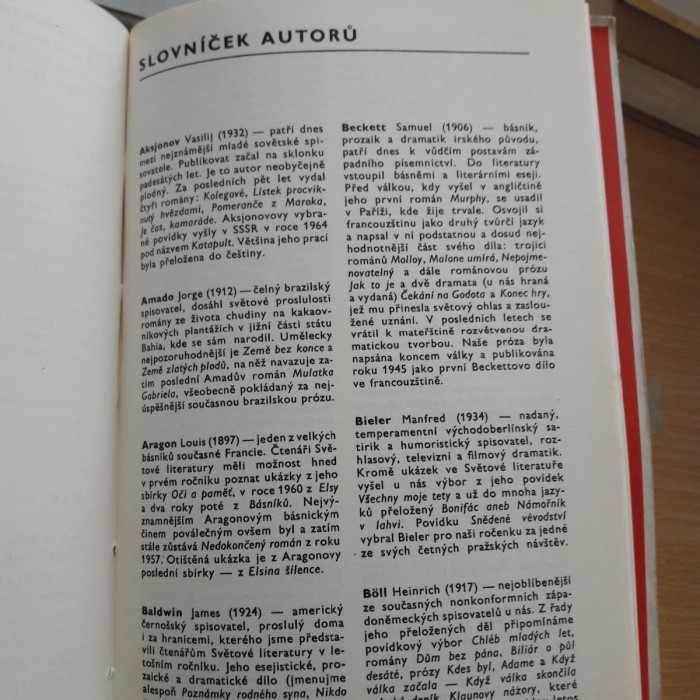 SLOVNÍČEK AUTORŮ
Aksjonov Vasilij (1932) — patří dnes
mezi nejznámější mladé sovětské spi-
sovatele. Publikovat začal na sklonku
padesátých let. Je to autor neobyčejně
plodný. Za posledních pět let vydal
čtyři romány: Kolegové, Lístek procvik-
nutý hvězdami, Pomeranče z Maroka,
Je čas, kamaráde. Aksjonovovy vybra-
né povídky vyšly v SSSR v roce 1964
pod názvem Katapult. Většina jeho prací
byla přeložena do češtiny.
Amado Jorge (1912) — čelný brazilský
spisovatel, dosáhl světové proslulosti
romány ze života chudiny na kakaov-
níkových plantážích v jižní části státu
Bahia, kde se sám narodil. Umělecky
nejpozoruhodnější je Země bez konce a
Země zlatých plodů, na něž navazuje za-
tím poslední Amadův román Mulatka
Gabriela, všeobecně pokládaný za nej-
úspěšnější současnou brazilskou prózu.
Aragon Louis (1897) — jeden z velkých
básníků současné Francie. Čtenáři Svě-
tové literatury měli možnost hned
v prvém ročníku poznat ukázky z jeho
sbírky Oči a paměť, v roce 1960 z Elsy
a dva roky poté z Básníků. Nejvý-
znamnějším Aragonovým básnickým
činem poválečným ovšem byl a zatím
stále zůstává Nedokončený román z roku
1957. Otištěná ukázka je z Aragonovy
poslední sbírky — z Elsina šílence.
Baldwin James (1924) — americký
černošský spisovatel, proslulý doma
i za hranicemi, kterého jsme představi-
li čtenářům Světové literatury v le-
tošním ročníku. Jeho esejistické, pro-
zaické a dramatické dílo (jmenujme
alespoň Poznámky rodného syna, Nikdo
Beckett Samuel (1906) — básník,
prozaik a dramatik irského původu,
patří dnes k vůdčím postavám zá-
padního písemnictví. Do literatury
vstoupil básněmi a literárními eseji.
Před válkou, kdy vyšel v angličtině
jeho první román Murphy, se usadil
v Paříži, kde žije trvale. Osvojil si
francouzštinu jako druhý tvůrčí jazyk
a napsal v ní podstatnou a dosud nej-
hodnotnější část svého díla: trojici
románů Molloy, Malone umírá, Nepojme-
novatelný a dále románovou prózu
Jak to je a dvě dramata (u nás hraná
a vydaná) Čekání na Godota a Konec hry,
jež mu přinesla světový ohlas a zaslou-
žené uznání. V posledních letech se
vrátil k mateřštině rozvětvenou dra-
matickou tvorbou. Naše próza byla
napsána koncem války a publikována
roku 1945 jako první Beckettovo dílo
ve francouzštině.
Bieler Manfred (1934) — nadaný,
temperamentní východoberlínský sa-
tirik a humoristický spisovatel, roz-
hlasový, televizní a filmový dramatik.
Kromě ukázek ve Světové literatuře
vyšel u nás výbor z jeho povídek
Všechny moje tety a už do mnoha jazy-
ků přeložený Bonifác aneb Námořník
v lahvi. Povídku Snědené vévodství
vybral Bieler pro naši ročenku za jedné
ze svých četných pražských návštěv.
Böll Heinrich (1917) — nejoblíbenější
ze současných nonkonformních zápa-
doněmeckých spisovatelů u nás. Z řady
jeho přeložených děl připomínáme
povídkový výbor Chléb mladých let,
romány Dům bez pána, Biliár o půl
desáté, prózy Kdes byl, Adame a Když
válka začala — Když válka skončila
Klaunovy názory, které